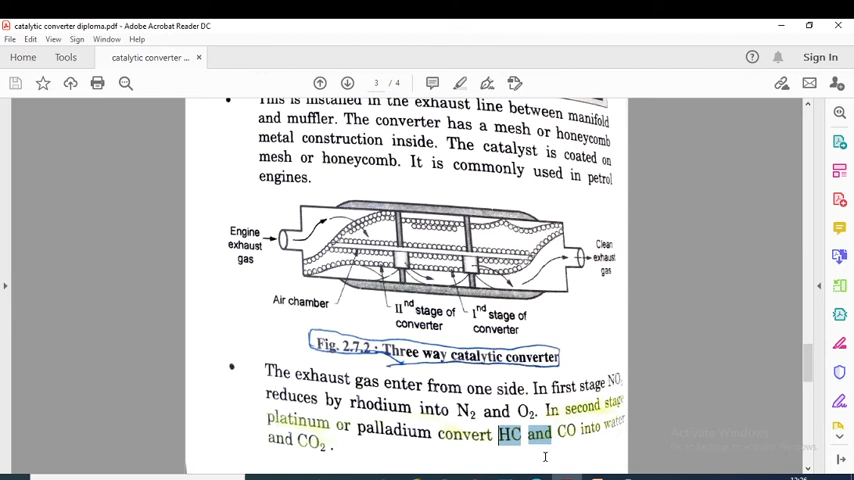 catalytic converter diploma.pdf - Adobe Acrobat Reader DC
File Edit View Sign Window Help
Home Tools catalytic converter ... × Sign In
3 / 4
This is installed in the exhaust line between manifold
and muffler. The converter has a mesh or honeycomb
metal construction inside. The catalyst is coated on
mesh or honeycomb. It is commonly used in petrol
engines.
Engine
exhaust
gas
Clean
exhaust
gas
Air chamber
IInd stage of
converter
Ist stage of
converter
Fig. 2.7.2 : Three way catalytic converter
The exhaust gas enter from one side. In first stage NO
reduces by rhodium into N2 and O2. In second stage
platinum or palladium convert HC and CO into water
and CO2 .
Activate Windows